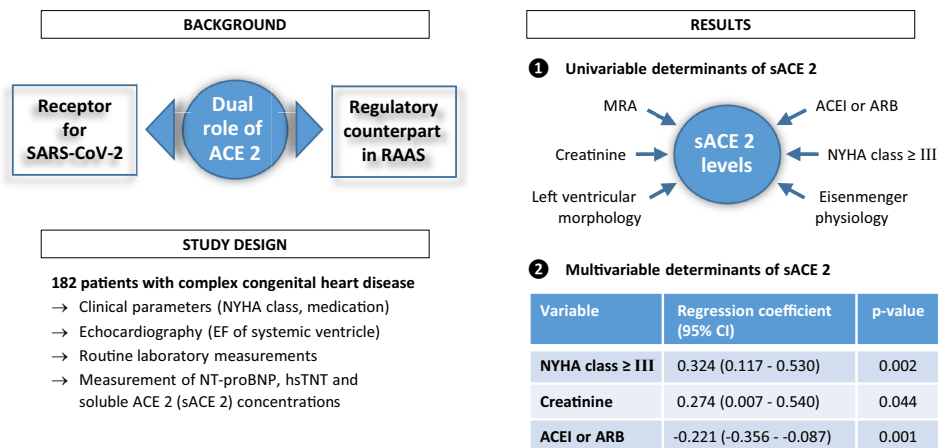 BACKGROUND
Receptor
for
SARS-CoV-2
Dual
role of
ACE 2
Regulatory
counterpart
in RAAS
STUDY DESIGN
182 patients with complex congenital heart disease
→ Clinical parameters (NYHA class, medication)
→ Echocardiography (EF of systemic ventricle)
→ Routine laboratory measurements
→ Measurement of NT-proBNP, hsTNT and
soluble ACE 2 (sACE 2) concentrations
RESULTS
❶ Univariable determinants of sACE 2
MRA
Creatinine
Left ventricular
morphology
sACE 2
levels
ACEI or ARB
NYHA class ≥ III
Eisenmenger
physiology
❷ Multivariable determinants of sACE 2
Variable Regression coefficient p-value
(95% CI)
NYHA class ≥ III 0.324 (0.117 - 0.530) 0.002
Creatinine 0.274 (0.007 - 0.540) 0.044
ACEI or ARB -0.221 (-0.356 - -0.087) 0.001